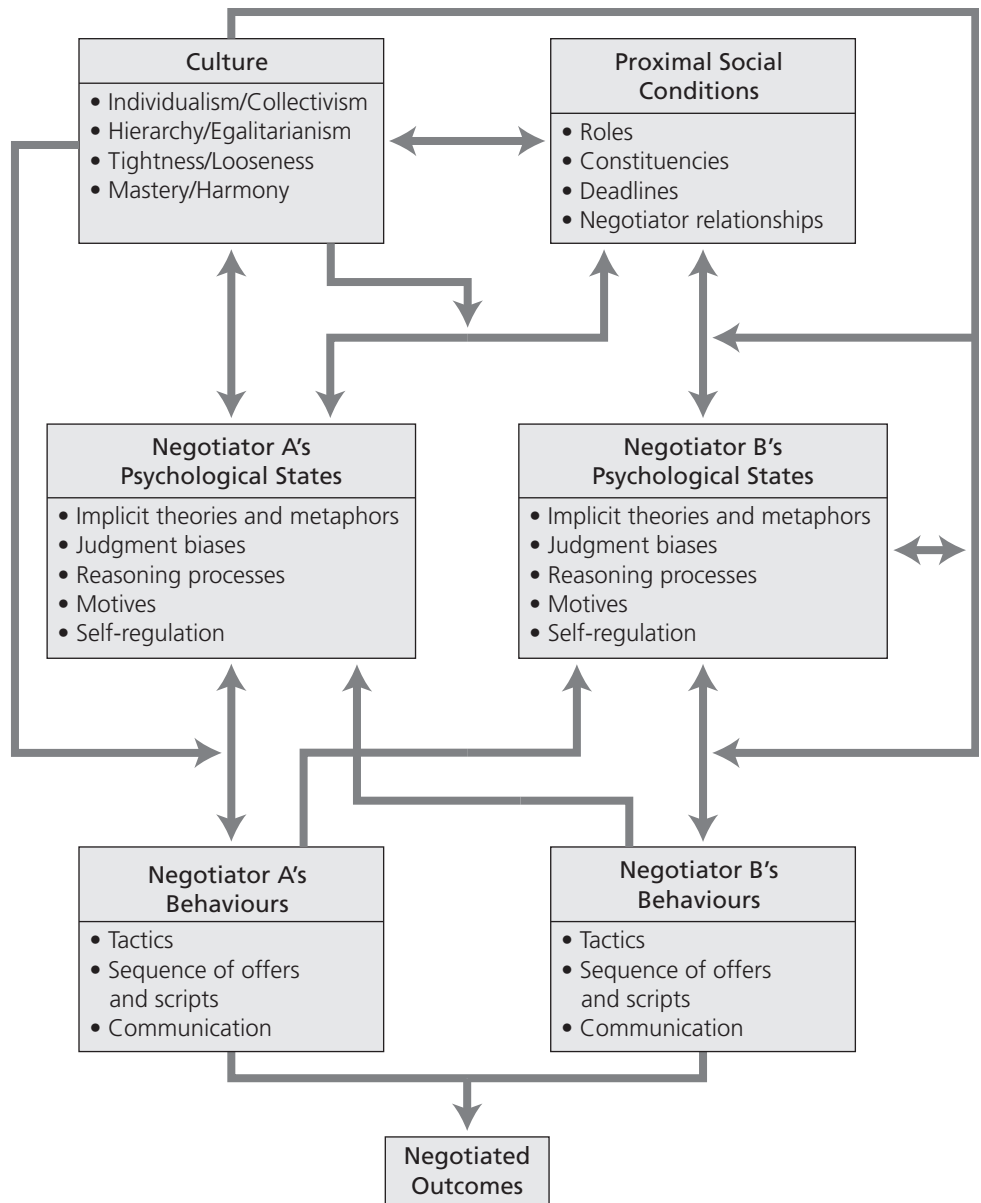 Culture
• Individualism/Collectivism
• Hierarchy/Egalitarianism
• Tightness/Looseness
• Mastery/Harmony
Proximal Social
Conditions
• Roles
• Constituencies
• Deadlines
• Negotiator relationships
Negotiator A's
Psychological States
• Implicit theories and metaphors
• Judgment biases
• Reasoning processes
• Motives
• Self-regulation
Negotiator B's
Psychological States
• Implicit theories and metaphors
• Judgment biases
• Reasoning processes
• Motives
• Self-regulation
Negotiator A's
Behaviours
• Tactics
• Sequence of offers
and scripts
• Communication
Negotiator B's
Behaviours
• Tactics
• Sequence of offers
and scripts
• Communication
Negotiated
Outcomes